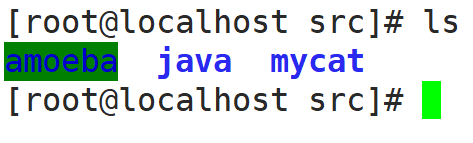 [root@localhost src]# ls
amoeba  java  mycat
[root@localhost src]#